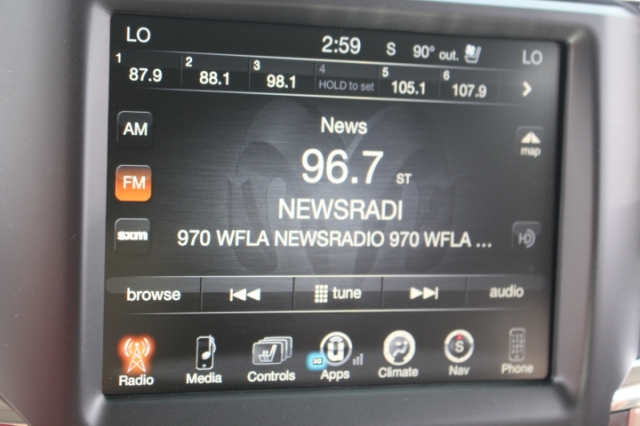 LO 2:59 S 90° out. LO
1 87.9 2 88.1 3 98.1 4 HOLD to set 5 105.1 6 107.9
AM News map
FM 96.7 ST
NEWSRADI
sxm 970 WFLA NEWSRADIO 970 WFLA ... HD
browse tune audio
3G S
Radio Media Controls Apps Climate Nav Phone